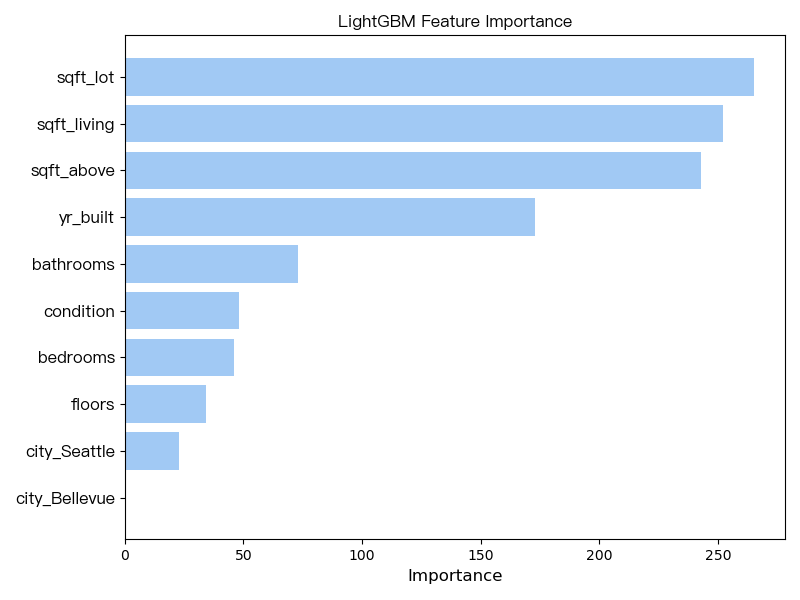 LightGBM Feature Importance
sqft_lot
sqft_living
sqft_above
yr_built
bathrooms
condition
bedrooms
floors
city_Seattle
city_Bellevue
0 50 100 150 200 250
Importance